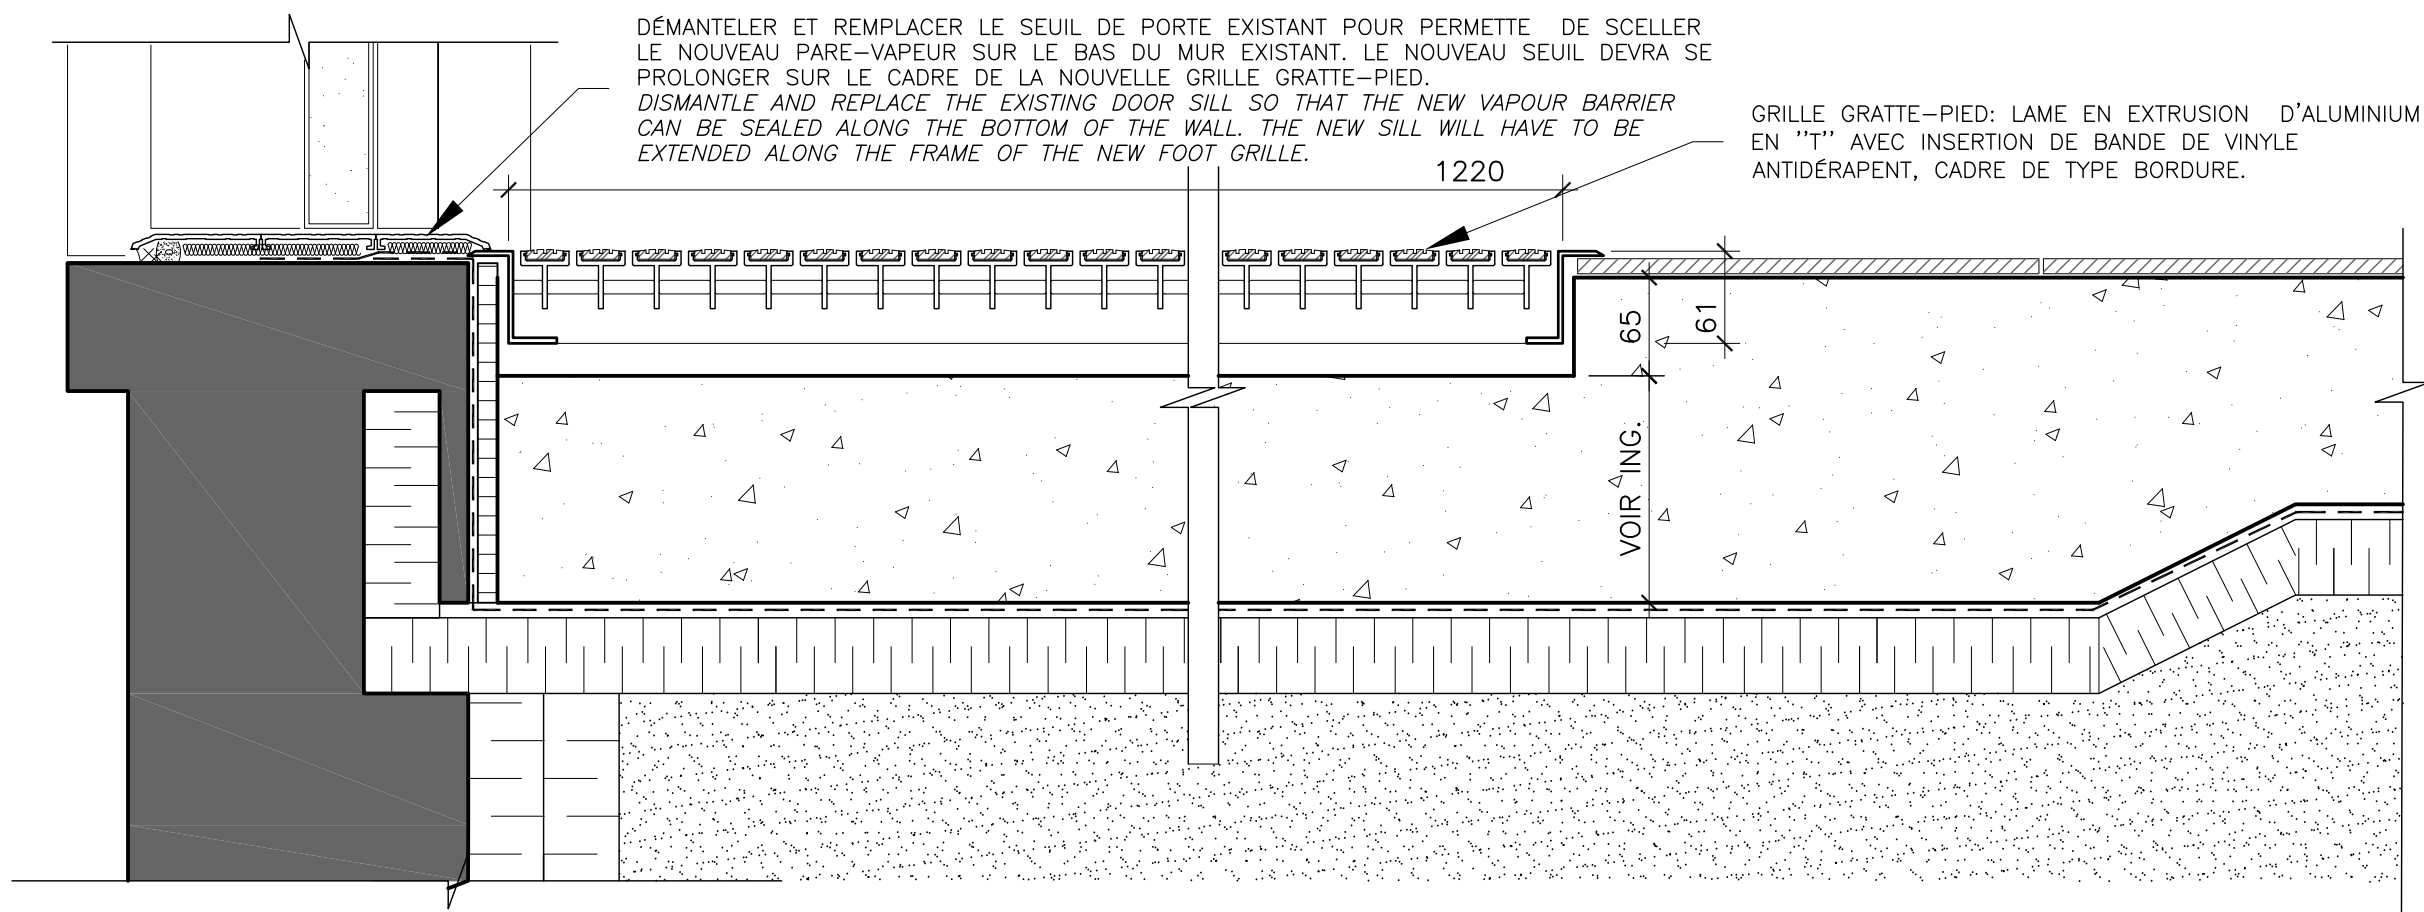 DÉMANTELER ET REMPLACER LE SEUIL DE PORTE EXISTANT POUR PERMETTE DE SCELLER
LE NOUVEAU PARE-VAPEUR SUR LE BAS DU MUR EXISTANT. LE NOUVEAU SEUIL DEVRA SE
PROLONGER SUR LE CADRE DE LA NOUVELLE GRILLE GRATTE-PIED.
DISMANTLE AND REPLACE THE EXISTING DOOR SILL SO THAT THE NEW VAPOUR BARRIER
CAN BE SEALED ALONG THE BOTTOM OF THE WALL. THE NEW SILL WILL HAVE TO BE
EXTENDED ALONG THE FRAME OF THE NEW FOOT GRILLE.
GRILLE GRATTE-PIED: LAME EN EXTRUSION D'ALUMINIUM
EN ''T'' AVEC INSERTION DE BANDE DE VINYLE
ANTIDÉRAPENT, CADRE DE TYPE BORDURE.
1220
65
61
VOIR ING.